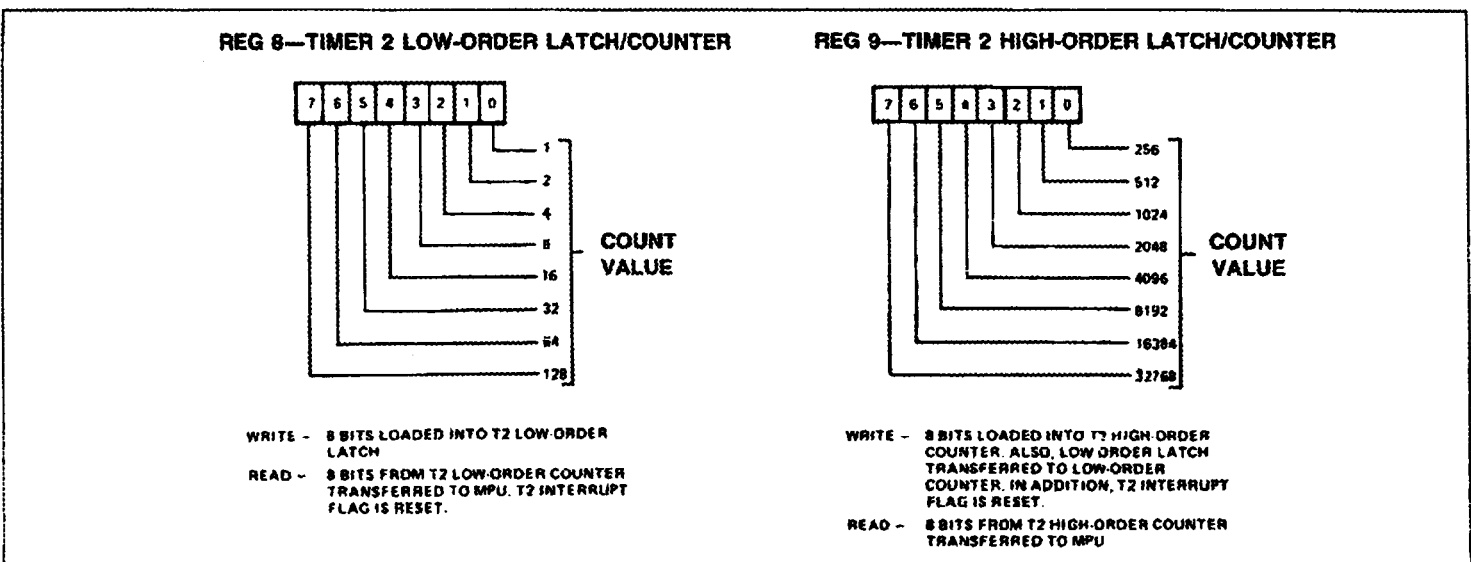 REG 8—TIMER 2 LOW-ORDER LATCH/COUNTER
7 6 5 4 3 2 1 0
1
2
4
8
16
32
64
128
COUNT
VALUE
WRITE – 8 BITS LOADED INTO T2 LOW-ORDER
LATCH
READ – 8 BITS FROM T2 LOW-ORDER COUNTER
TRANSFERRED TO MPU. T2 INTERRUPT
FLAG IS RESET.
REG 9—TIMER 2 HIGH-ORDER LATCH/COUNTER
7 6 5 4 3 2 1 0
256
512
1024
2048
4096
8192
16384
32768
COUNT
VALUE
WRITE – 8 BITS LOADED INTO T2 HIGH-ORDER
COUNTER. ALSO, LOW ORDER LATCH
TRANSFERRED TO LOW-ORDER
COUNTER. IN ADDITION, T2 INTERRUPT
FLAG IS RESET.
READ – 8 BITS FROM T2 HIGH-ORDER COUNTER
TRANSFERRED TO MPU